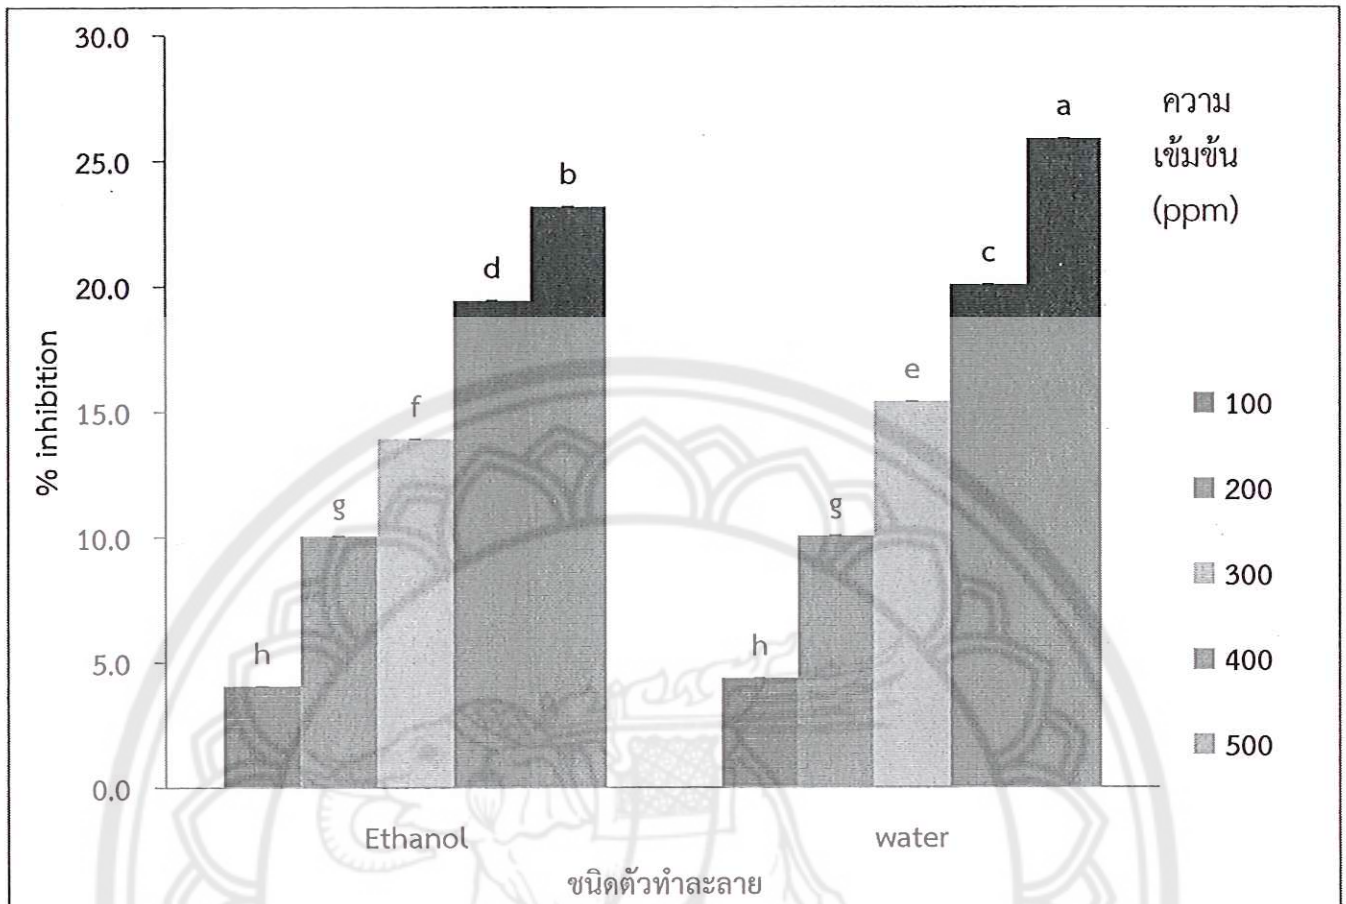 30.0
25.0
20.0
15.0
10.0
5.0
0.0
% inhibition
h
g
f
d
b
h
g
e
c
a
Ethanol
water
ชนิดตัวทำละลาย
ความ
เข้มข้น
(ppm)
100
200
300
400
500